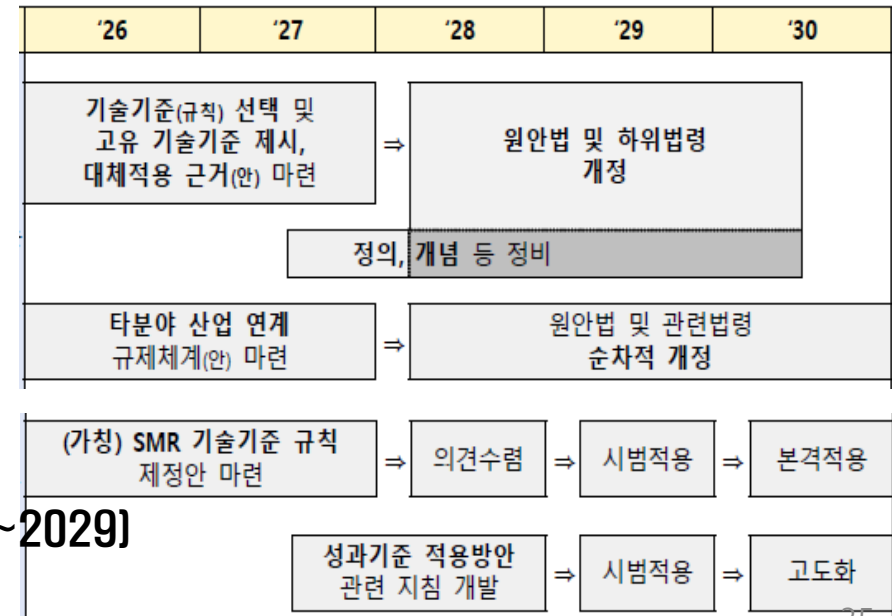 ‘26 ‘27 ‘28 ‘29 ‘30
기술기준(규칙) 선택 및
고유 기술기준 제시,
대체적용 근거(안) 마련
⇒
원안법 및 하위법령
개정
정의, 개념 등 정비
타분야 산업 연계
규제체계(안) 마련
⇒
원안법 및 관련법령
순차적 개정
(가칭) SMR 기술기준 규칙
제정안 마련
⇒ 의견수렴 ⇒ 시범적용 ⇒ 본격적용
~2029)
성과기준 적용방안
관련 지침 개발
⇒ 시범적용 ⇒ 고도화